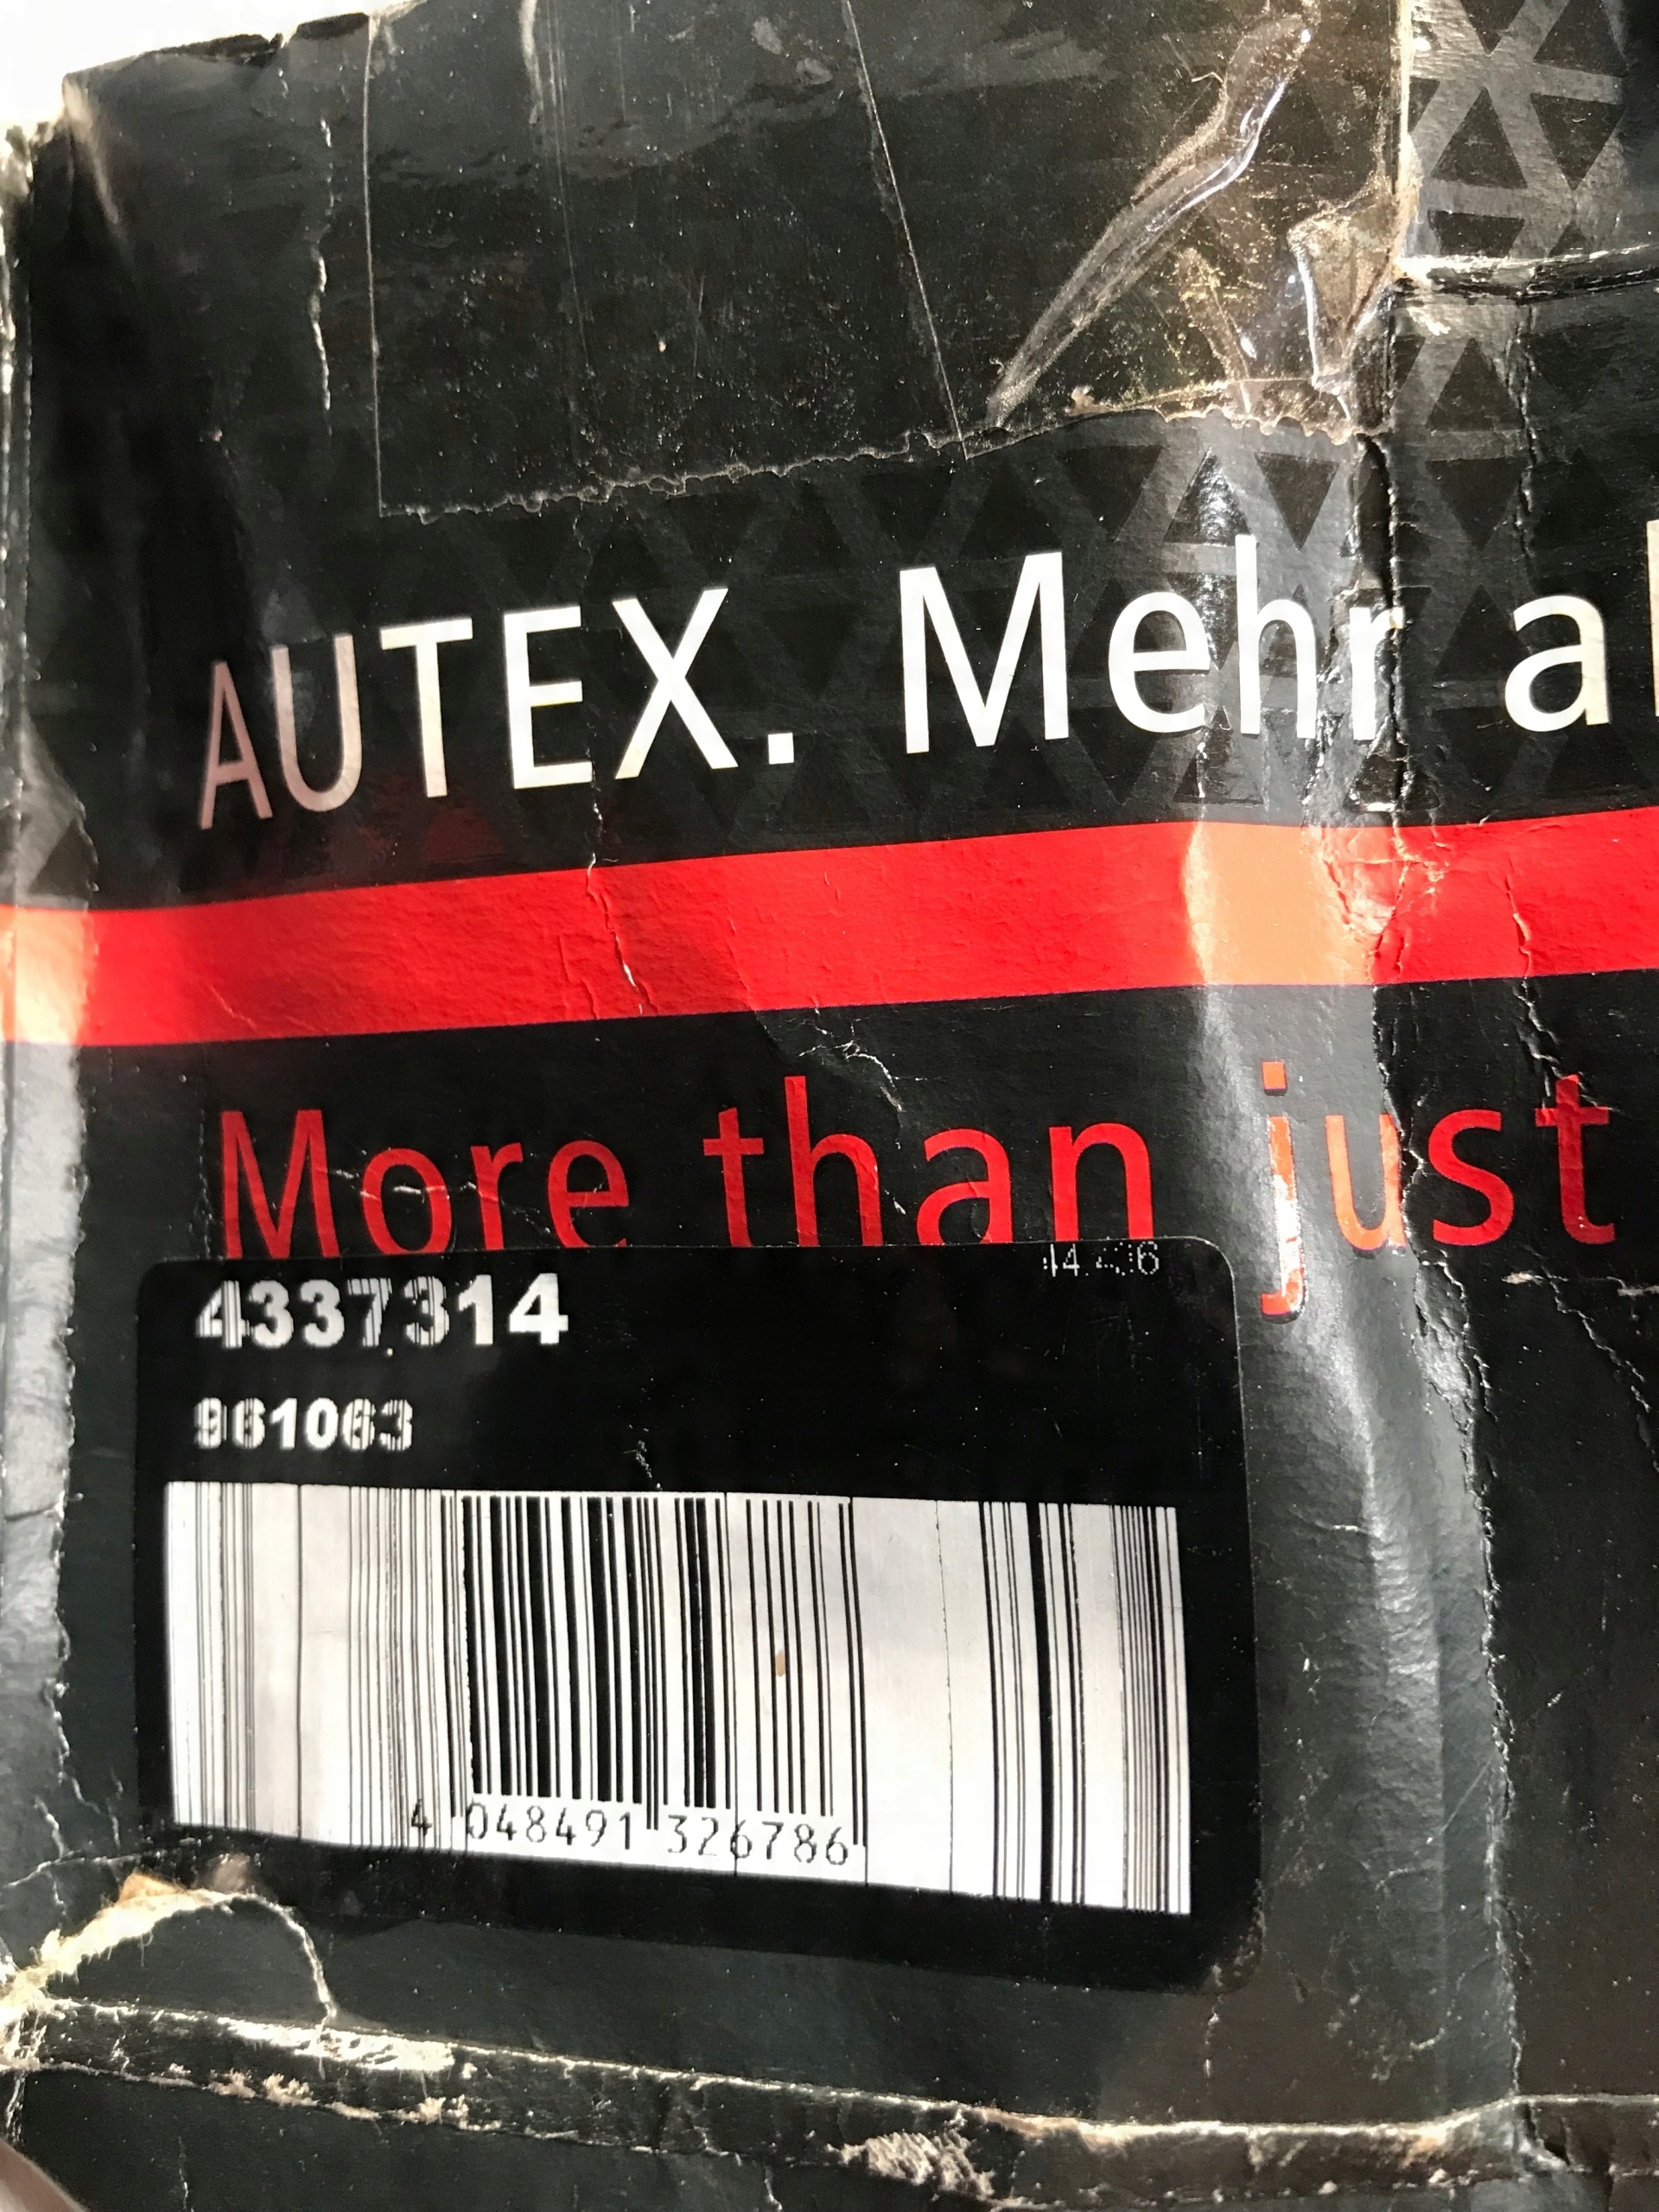 AUTEX. Mehr
More than just
4337314
961063
4 048491 326786